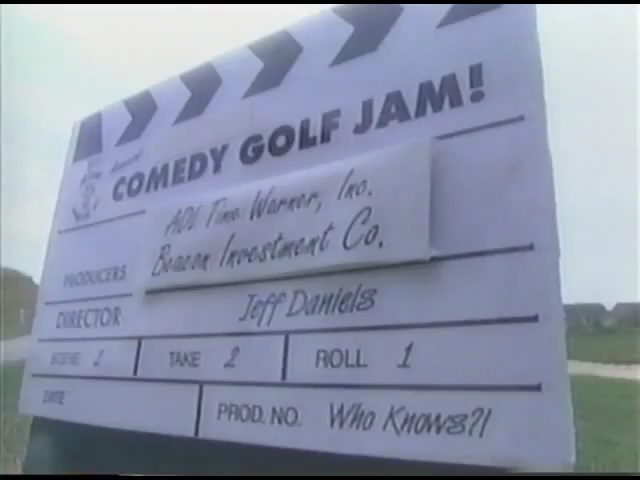 COMEDY GOLF JAM!
AOL Time Warner, Inc.
Beacon Investment Co.
PRODUCERS
DIRECTOR Jeff Daniels
SCENE 1 TAKE 2 ROLL 1
DATE PROD. NO. Who Knows?!